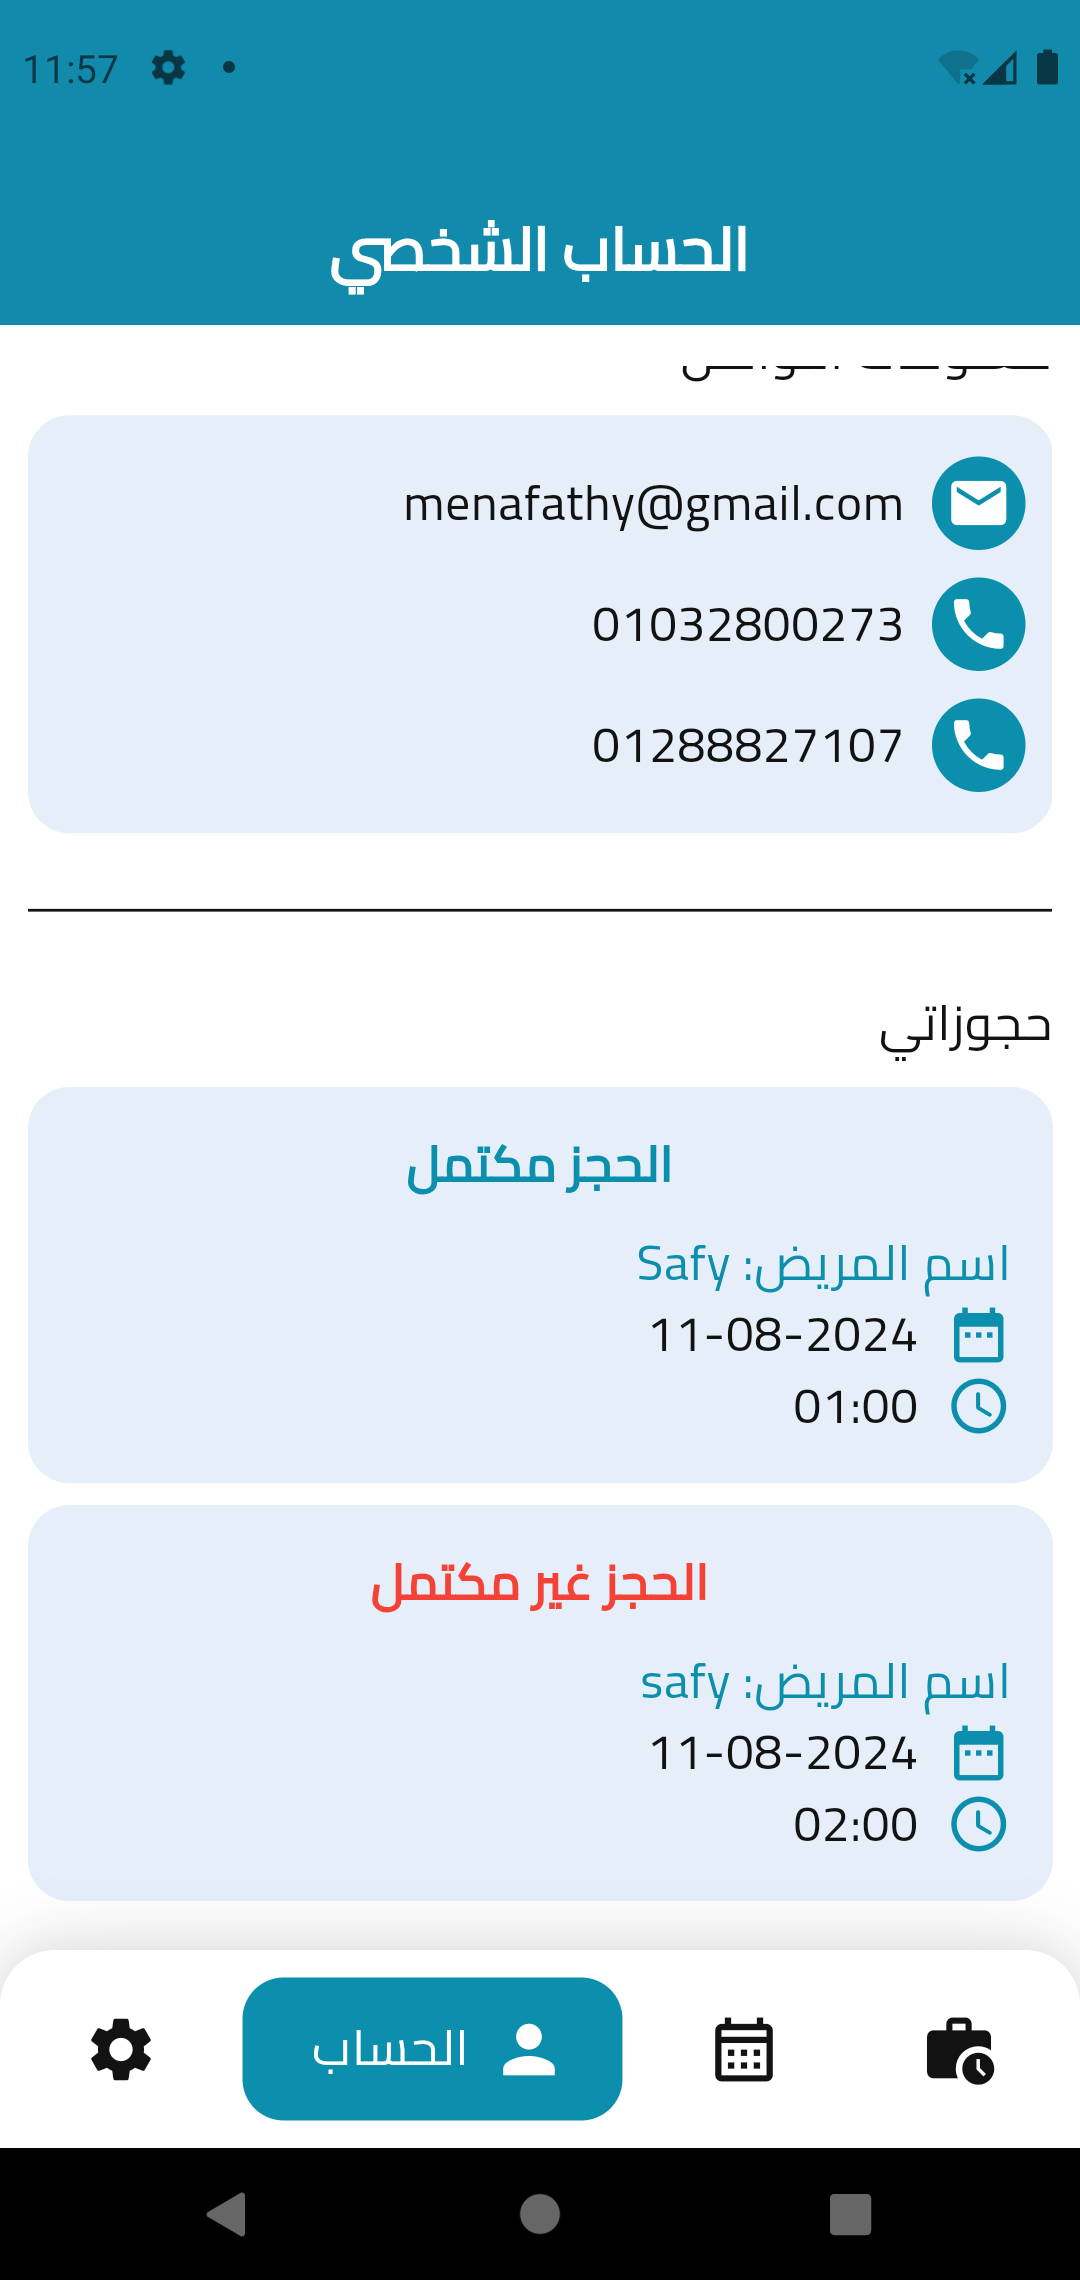 11:57
الحساب الشخصي
menafathy@gmail.com
01032800273
01288827107
حجوزاتي
الحجز مكتمل
اسم المريض: Safy
11-08-2024
01:00
الحجز غير مكتمل
اسم المريض: safy
11-08-2024
02:00
الحساب